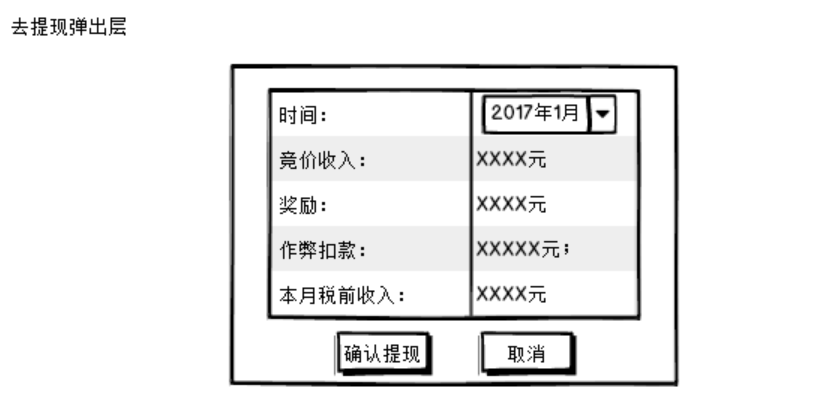 去提现弹出层
时间： 2017年1月
竞价收入： XXXX元
奖励： XXXX元
作弊扣款： XXXXX元；
本月税前收入： XXXX元
确认提现 取消